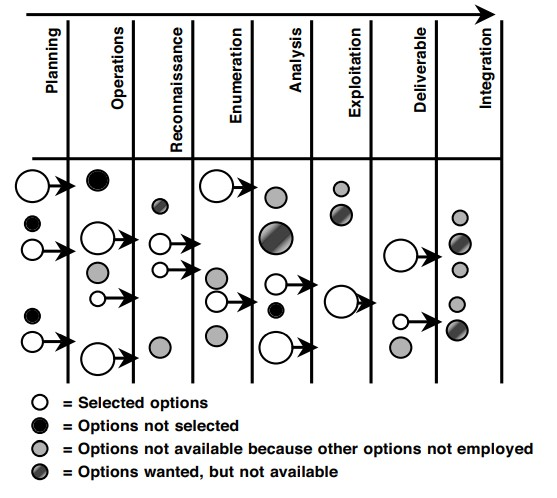 Planning
Operations
Reconnaissance
Enumeration
Analysis
Exploitation
Deliverable
Integration
= Selected options
= Options not selected
= Options not available because other options not employed
= Options wanted, but not available